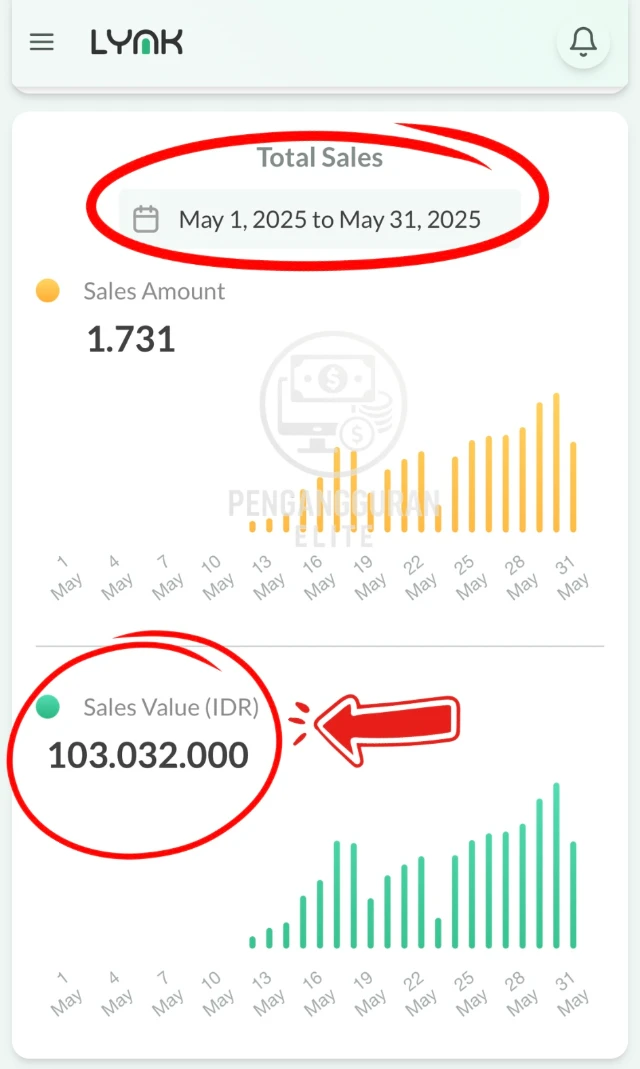 LYNK
Total Sales
May 1, 2025 to May 31, 2025
Sales Amount
1.731
PENGANGGURAN
ELITE
1 May
4 May
7 May
10 May
13 May
16 May
19 May
22 May
25 May
28 May
31 May
Sales Value (IDR)
103.032.000
1 May
4 May
7 May
10 May
13 May
16 May
19 May
22 May
25 May
28 May
31 May